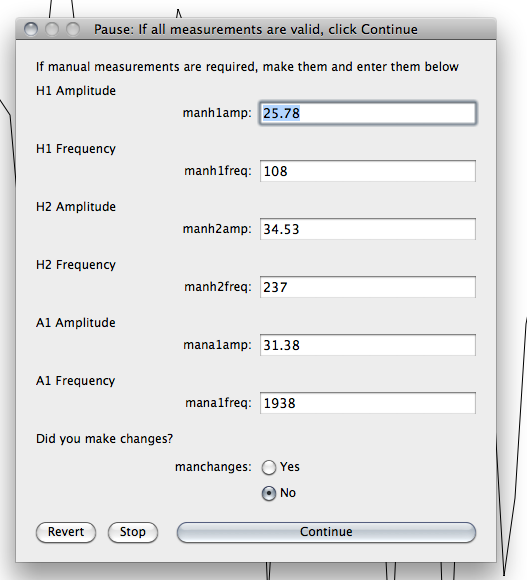 Pause: If all measurements are valid, click Continue
If manual measurements are required, make them and enter them below
H1 Amplitude
manh1amp: 25.78
H1 Frequency
manh1freq: 108
H2 Amplitude
manh2amp: 34.53
H2 Frequency
manh2freq: 237
A1 Amplitude
mana1amp: 31.38
A1 Frequency
mana1freq: 1938
Did you make changes?
manchanges: Yes
No
Revert Stop Continue